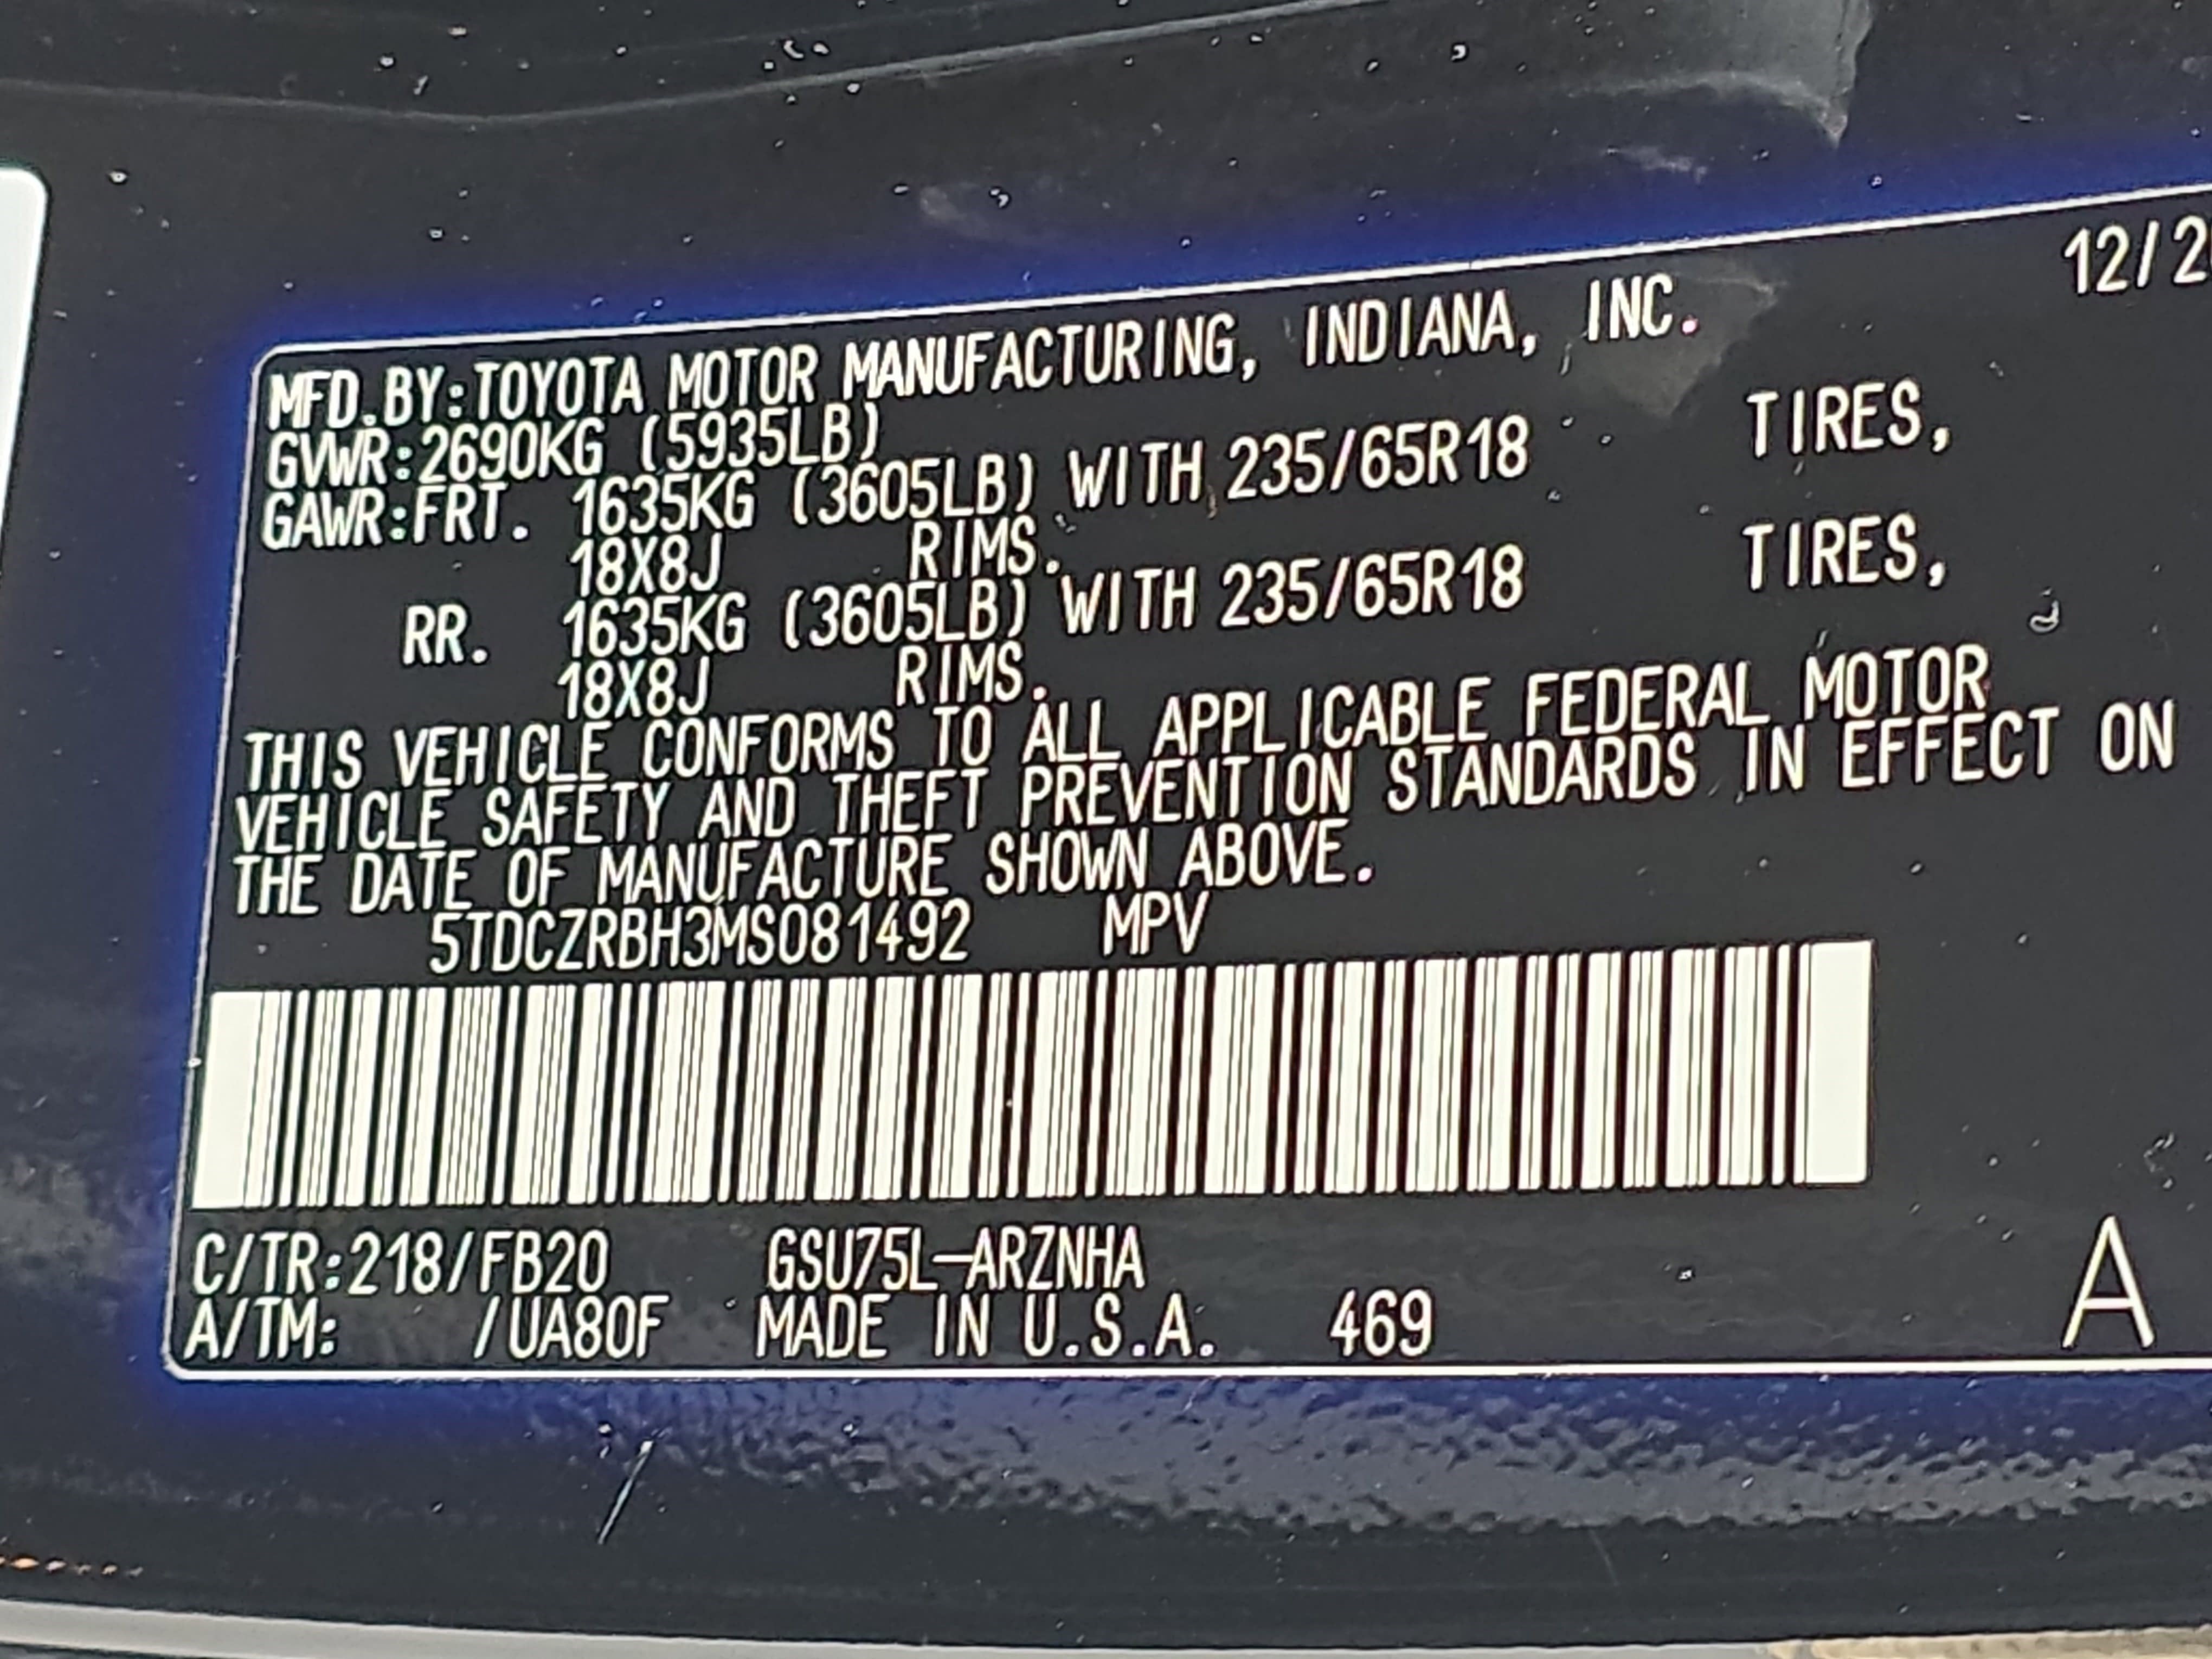 12/2
MFD.BY:TOYOTA MOTOR MANUFACTURING, INDIANA, INC.
GVWR:2690KG (5935LB)
GAWR:FRT. 1635KG (3605LB) WITH 235/65R18 TIRES,
18X8J RIMS.
RR. 1635KG (3605LB) WITH 235/65R18 TIRES,
18X8J RIMS.
THIS VEHICLE CONFORMS TO ALL APPLICABLE FEDERAL MOTOR
VEHICLE SAFETY AND THEFT PREVENTION STANDARDS IN EFFECT ON
THE DATE OF MANUFACTURE SHOWN ABOVE.
5TDCZRBH3MS081492 MPV
C/TR:218/FB20 GSU75L-ARZNHA
A/TM: /UA80F MADE IN U.S.A. 469
A